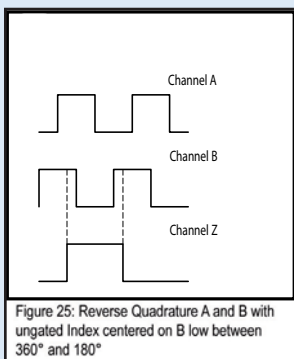 Channel A
Channel B
Channel Z
Figure 25: Reverse Quadrature A and B with
ungated Index centered on B low between
360° and 180°